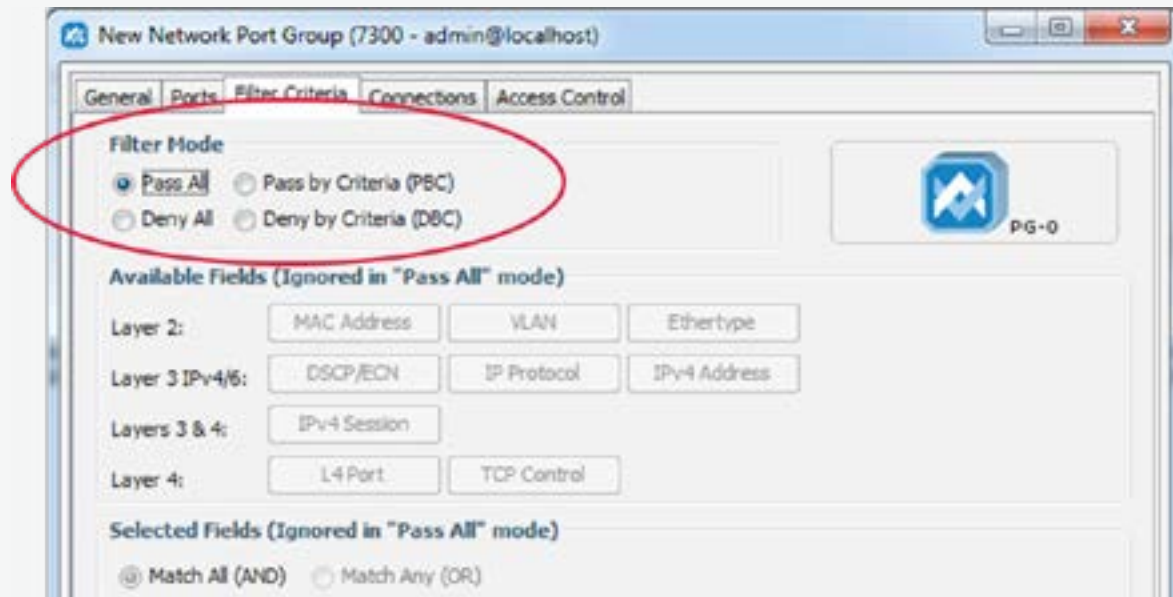 New Network Port Group (7300 - admin@localhost)
General Ports Filter Criteria Connections Access Control
Filter Mode
Pass All Pass by Criteria (PBC)
Deny All Deny by Criteria (DBC)
PG-0
Available Fields (Ignored in "Pass All" mode)
Layer 2: MAC Address VLAN Ethertype
Layer 3 IPv4/6: DSCP/ECN IP Protocol IPv4 Address
Layers 3 & 4: IPv4 Session
Layer 4: L4 Port TCP Control
Selected Fields (Ignored in "Pass All" mode)
Match All (AND) Match Any (OR)